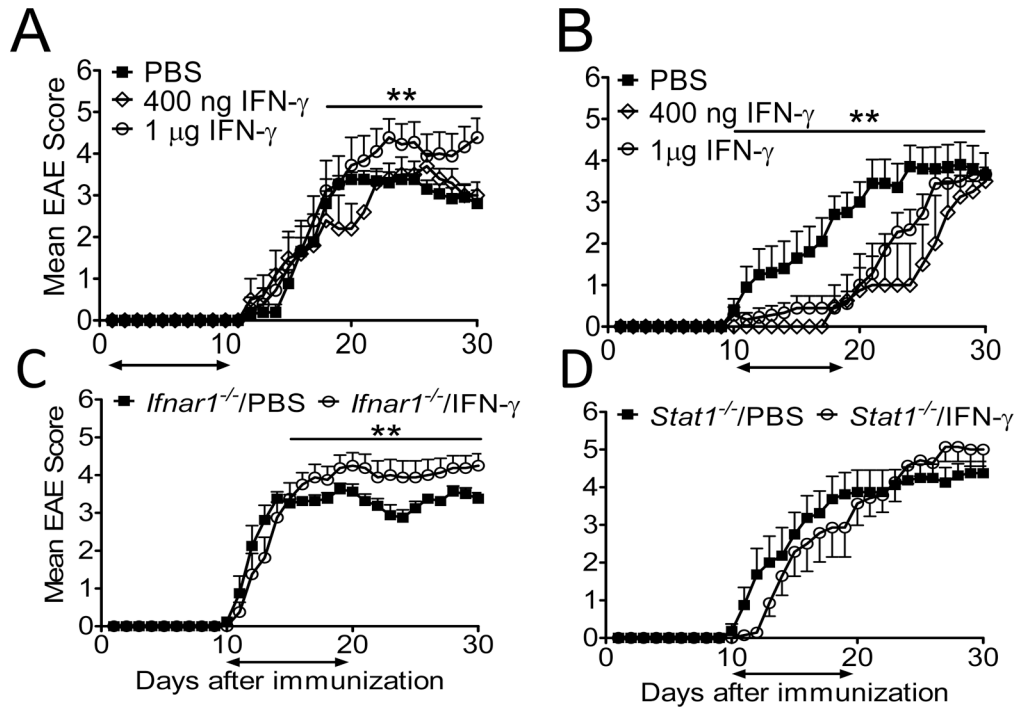 A
Mean EAE Score
6
5
4
3
2
1
0
PBS
400 ng IFN-γ
1 μg IFN-γ
**
0 10 20 30
B
6
5
4
3
2
1
0
PBS
400 ng IFN-γ
1μg IFN-γ
**
0 10 20 30
C
Mean EAE Score
6
5
4
3
2
1
0
Ifnar1-/-/PBS Ifnar1-/-/IFN-γ
**
0 10 20 30
Days after immunization
D
6
5
4
3
2
1
0
Stat1-/-/PBS Stat1-/-/IFN-γ
0 10 20 30
Days after immunization